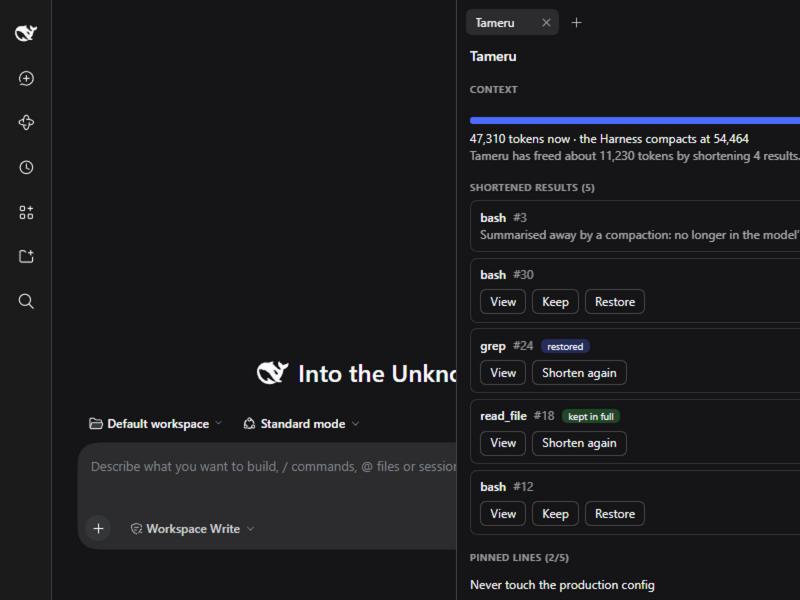 Into the Unkno
Default workspace
Standard mode
Describe what you want to build, / commands, @ files or session
Workspace Write
Tameru
Tameru
CONTEXT
47,310 tokens now · the Harness compacts at 54,464
Tameru has freed about 11,230 tokens by shortening 4 results.
SHORTENED RESULTS (5)
bash #3
Summarised away by a compaction: no longer in the model'
bash #30
View Keep Restore
grep #24 restored
View Shorten again
read_file #18 kept in full
View Shorten again
bash #12
View Keep Restore
PINNED LINES (2/5)
Never touch the production config